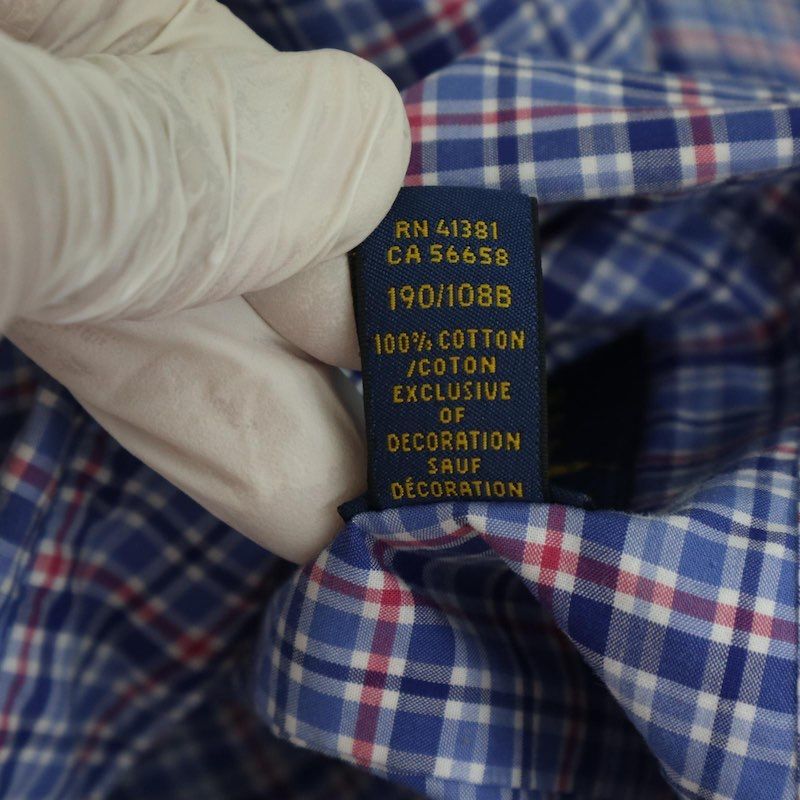 RN 41381
CA 56658
190/108B
100% COTTON
/COTON
EXCLUSIVE
OF
DECORATION
SAUF
DÉCORATION